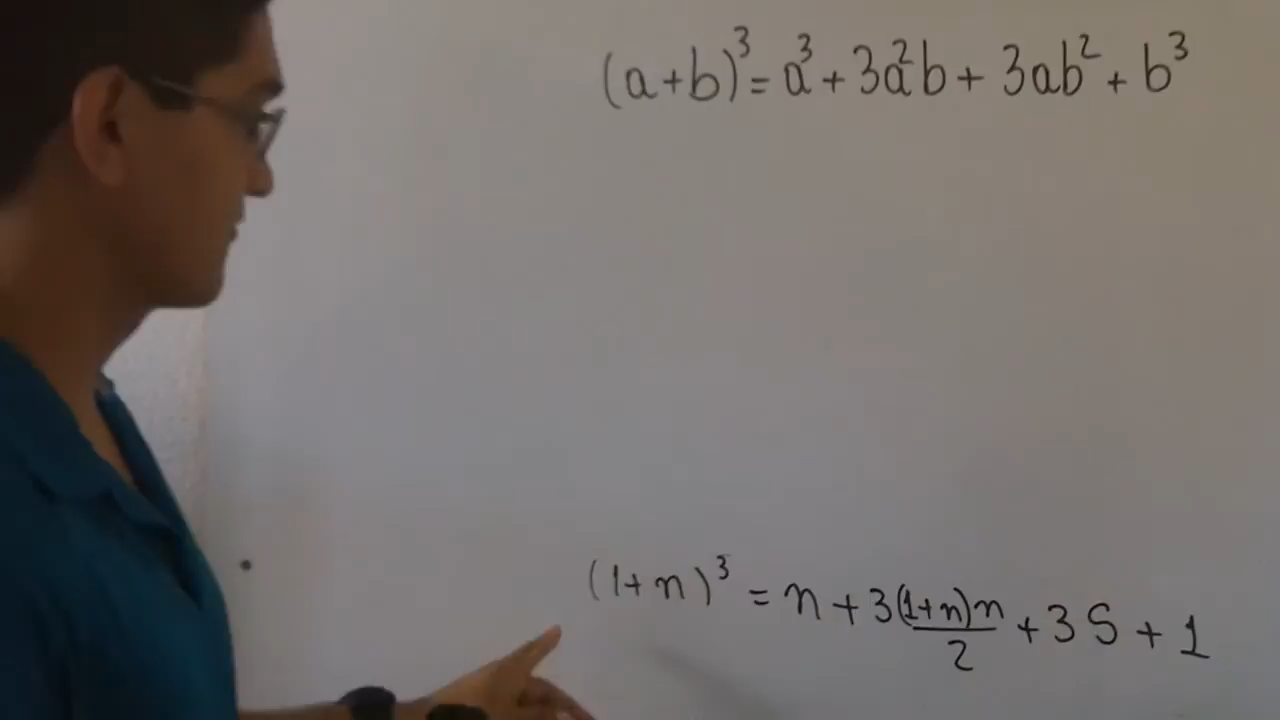 (a+b)³ = a³ + 3a²b + 3ab² + b³
(1+n)³ = n + 3(1+n)n/2 + 3S + 1